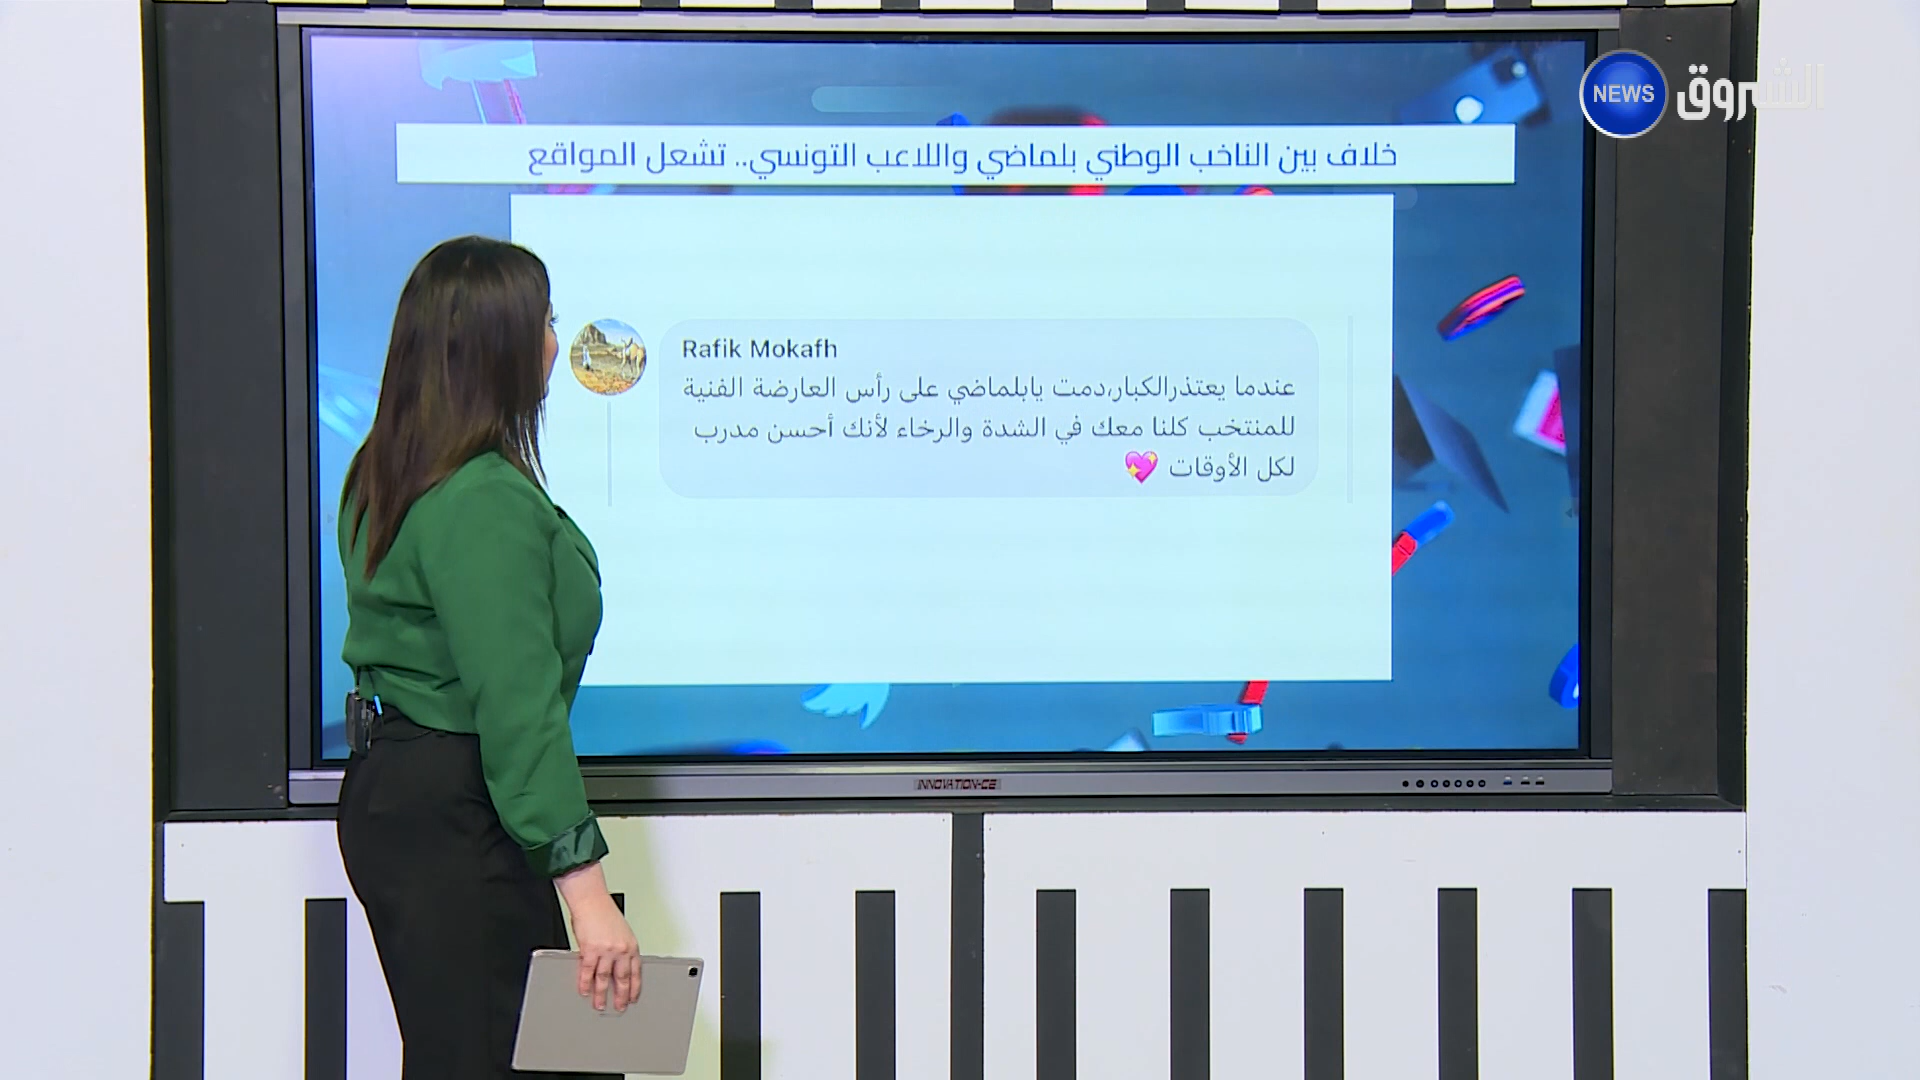 NEWS الشروق
خلاف بين الناخب الوطني بلماضي واللاعب التونسي.. تشعل المواقع
Rafik Mokafh
عندما يعتذرالكبار،دمت يابلماضي على رأس العارضة الفنية
للمنتخب كلنا معك في الشدة والرخاء لأنك أحسن مدرب
لكل الأوقات 💖
INNOVATION-CE